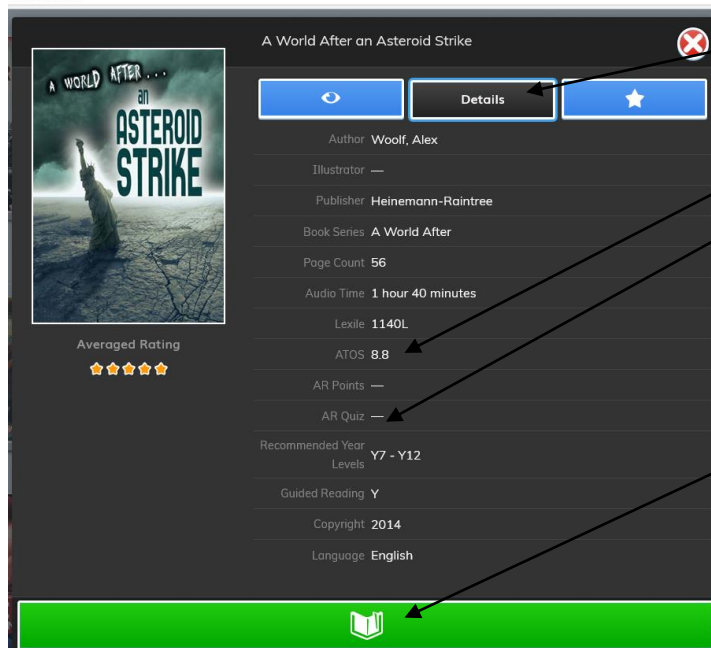 A World After an Asteroid Strike
A WORLD AFTER...
an
ASTEROID
STRIKE
Averaged Rating
Details
Author Woolf, Alex
Illustrator —
Publisher Heinemann-Raintree
Book Series A World After
Page Count 56
Audio Time 1 hour 40 minutes
Lexile 1140L
ATOS 8.8
AR Points —
AR Quiz —
Recommended Year
Levels Y7 - Y12
Guided Reading Y
Copyright 2014
Language English